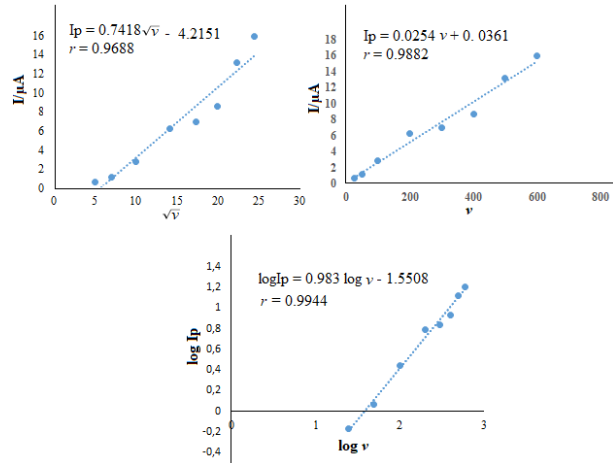 Ip = 0.7418√v - 4.2151
r = 0.9688
I/µA
16
14
12
10
8
6
4
2
0
0 5 10 15 20 25 30
√v
Ip = 0.0254 v + 0. 0361
r = 0.9882
I/µA
18
16
14
12
10
8
6
4
2
0
0 200 400 600 800
v
logIp = 0.983 log v - 1.5508
r = 0.9944
log Ip
1,4
1,2
1
0,8
0,6
0,4
0,2
0
-0,2
-0,4
0 1 2 3
log v